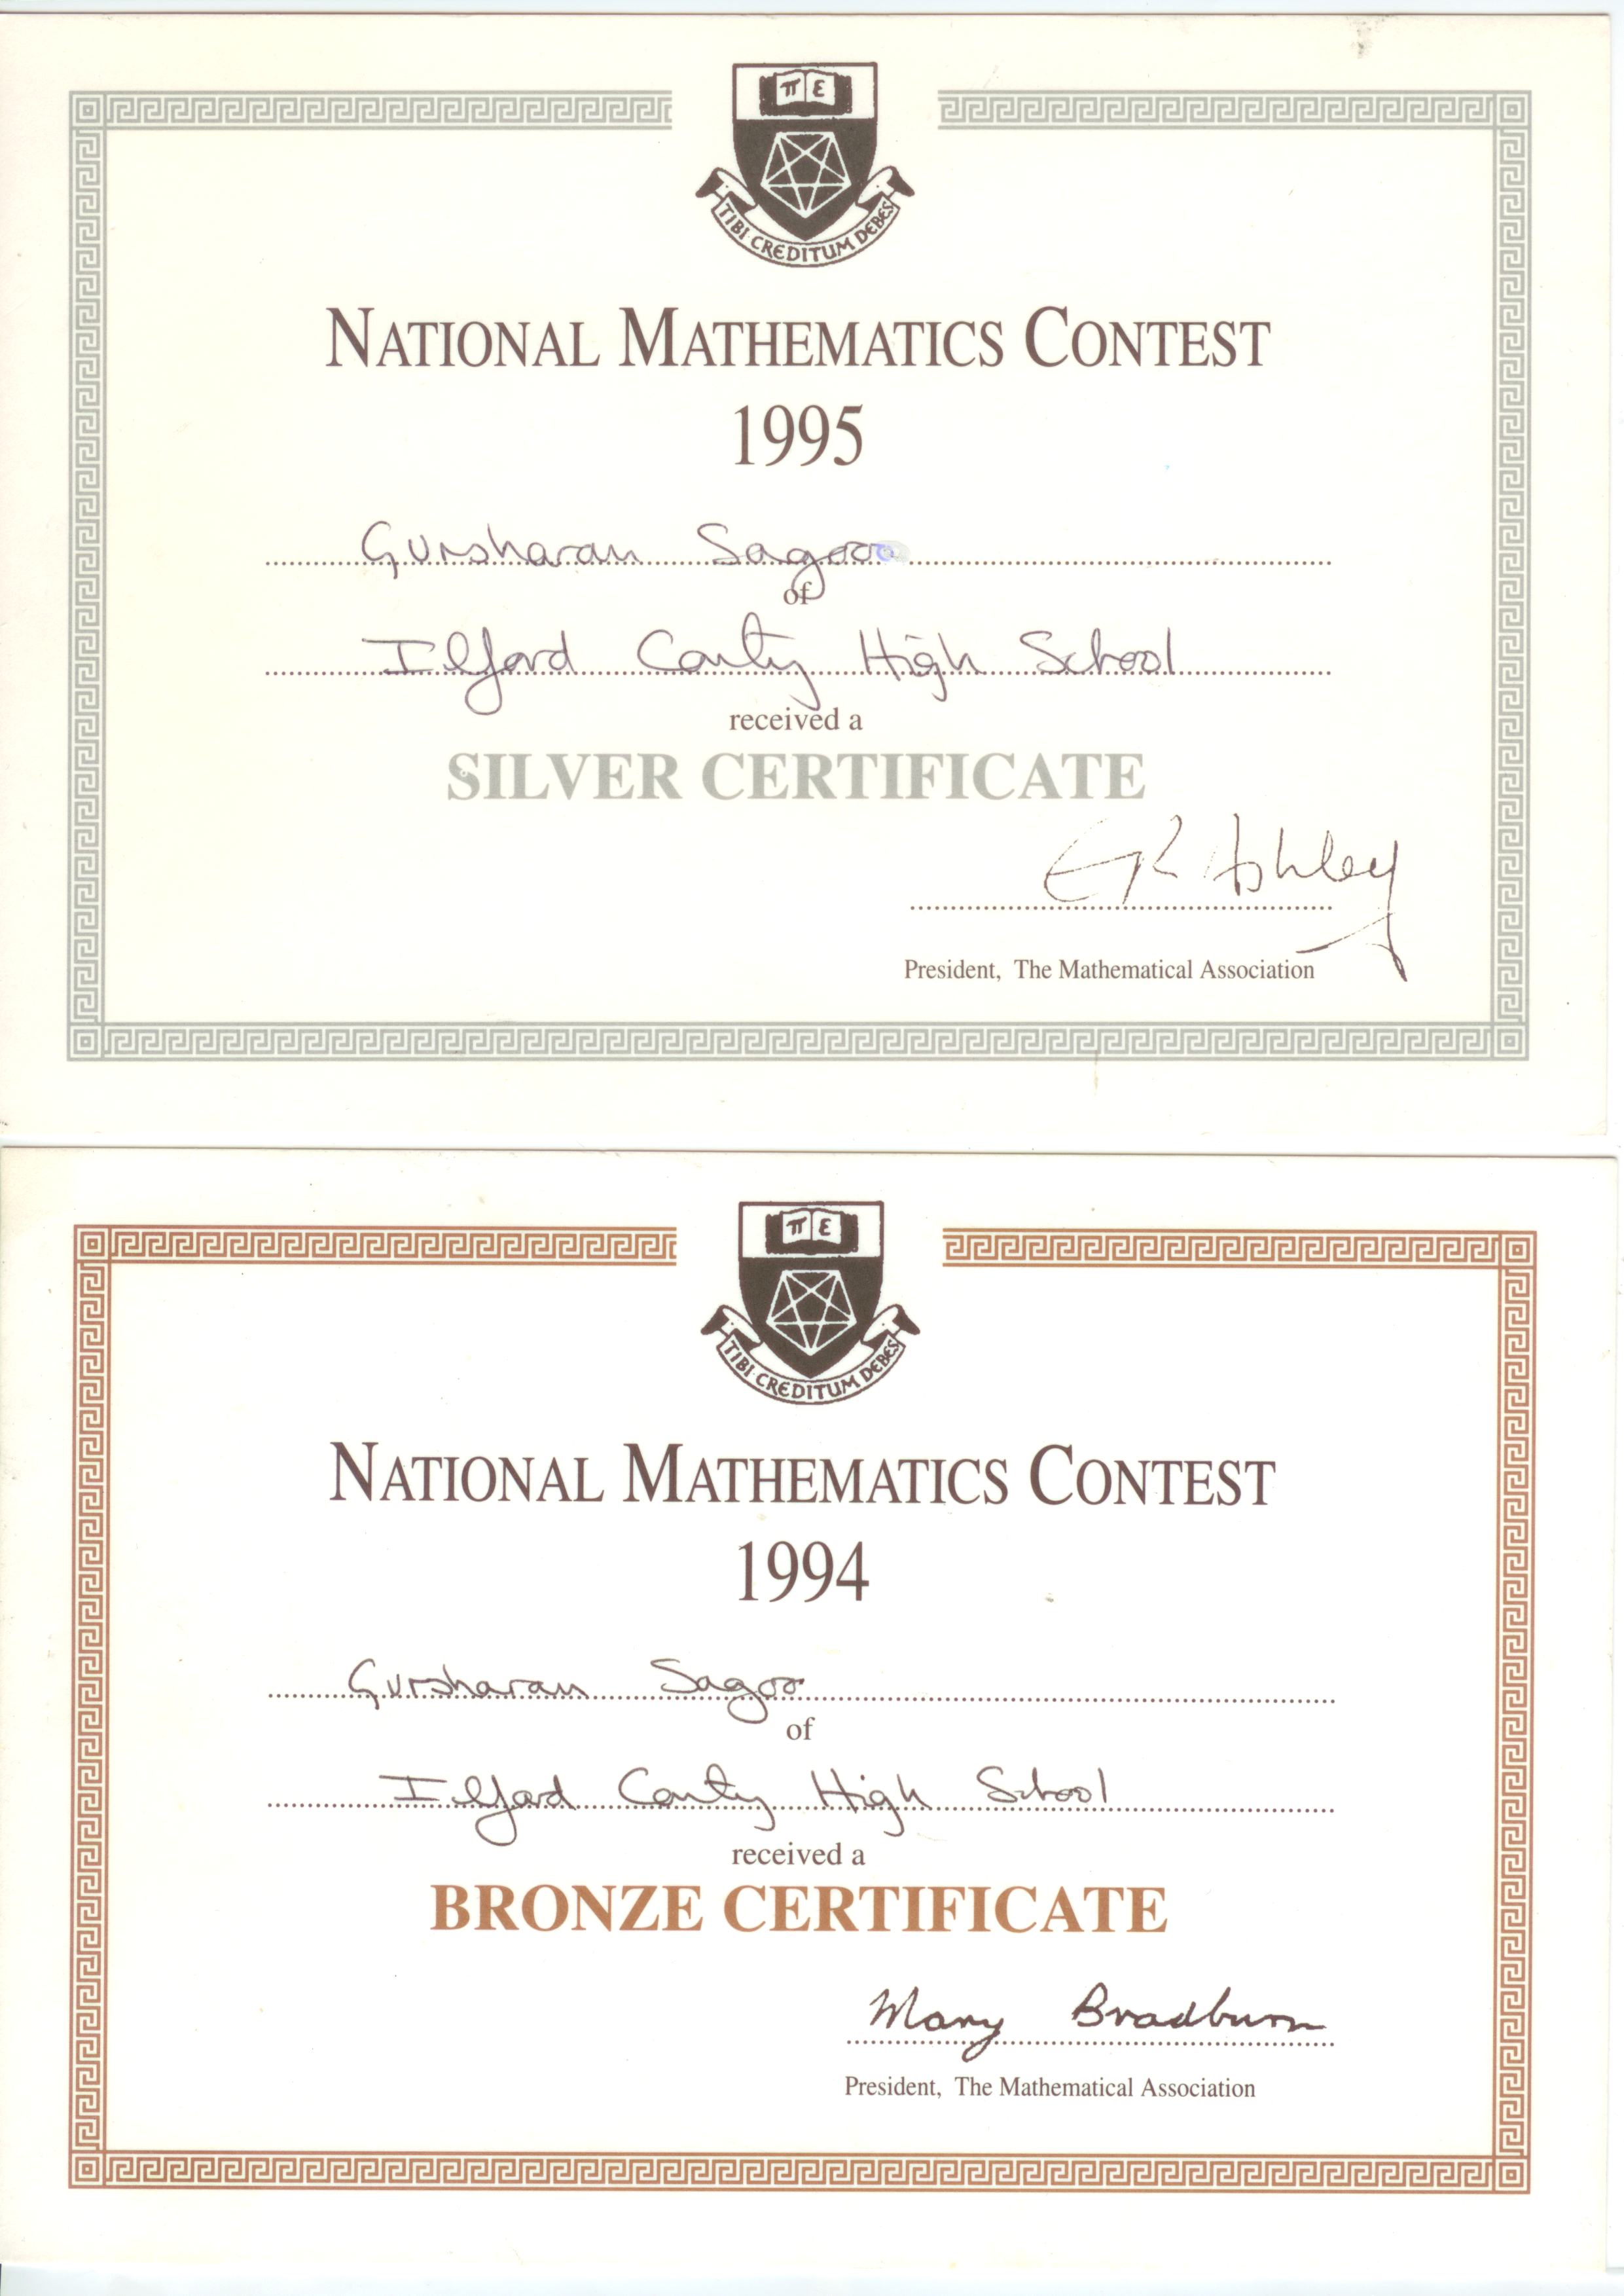 π ε
TIBI CREDITUM DEBES
NATIONAL MATHEMATICS CONTEST
1995
Gursharan Sagoo
of
Ilford County High School
received a
SILVER CERTIFICATE
ER Ashley
President, The Mathematical Association
π ε
TIBI CREDITUM DEBES
NATIONAL MATHEMATICS CONTEST
1994
Gursharan Sagoo
of
Ilford County High School
received a
BRONZE CERTIFICATE
Mary Bradburn
President, The Mathematical Association